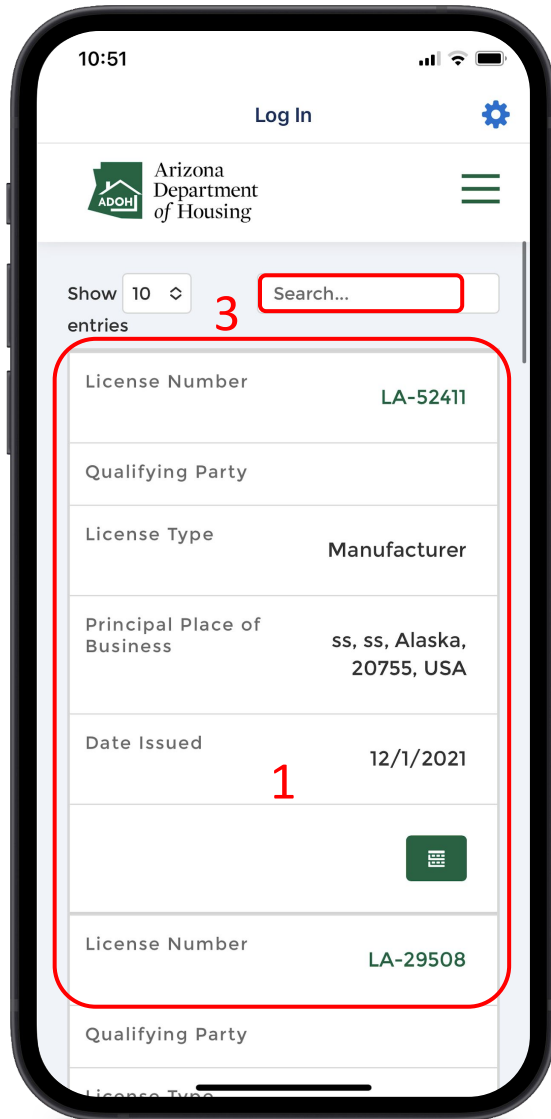 10:51
Log In
ADOH
Arizona
Department
of Housing
Show 10
entries
3
Search...
License Number
LA-52411
Qualifying Party
License Type
Manufacturer
Principal Place of
Business
ss, ss, Alaska,
20755, USA
Date Issued
12/1/2021
1
License Number
LA-29508
Qualifying Party
License Type